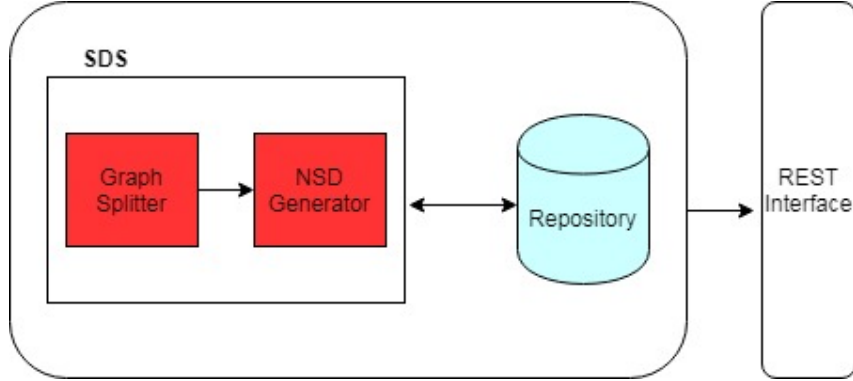 SDS
Graph
Splitter
NSD
Generator
Repository
REST
Interface